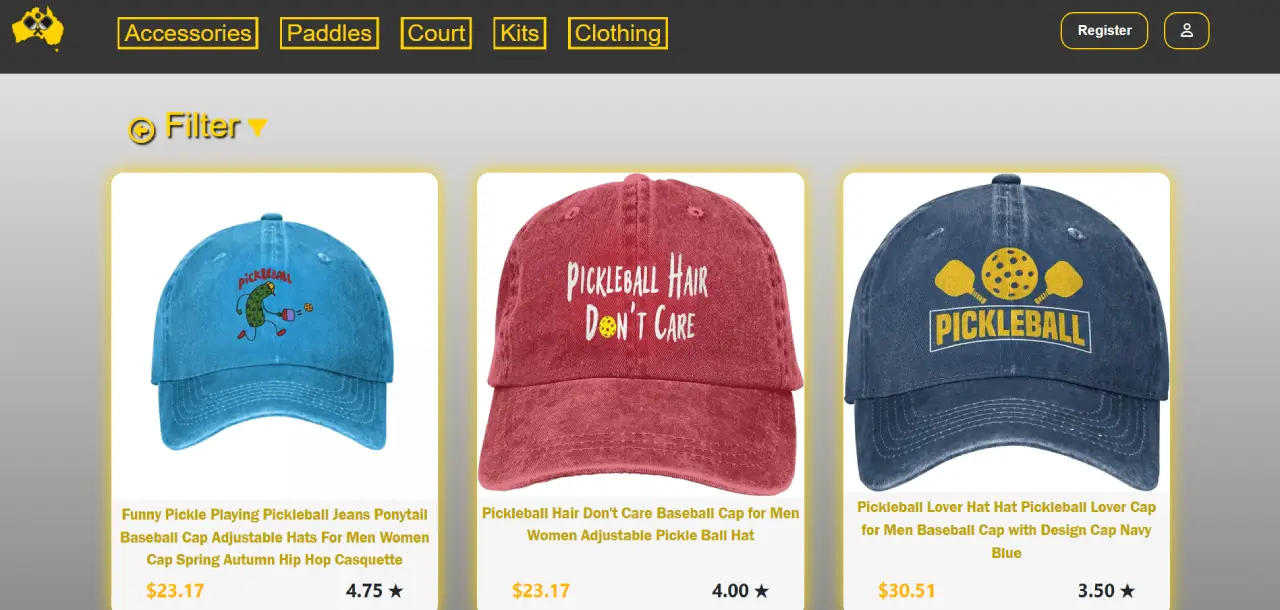 Accessories Paddles Court Kits Clothing Register
Filter
PICKLEBALL
PICKLEBALL HAIR
DON'T CARE
PICKLEBALL
Funny Pickle Playing Pickleball Jeans Ponytail
Baseball Cap Adjustable Hats For Men Women
Cap Spring Autumn Hip Hop Casquette
$23.17 4.75 ★
Pickleball Hair Don't Care Baseball Cap for Men
Women Adjustable Pickle Ball Hat
$23.17 4.00 ★
Pickleball Lover Hat Hat Pickleball Lover Cap
for Men Baseball Cap with Design Cap Navy
Blue
$30.51 3.50 ★